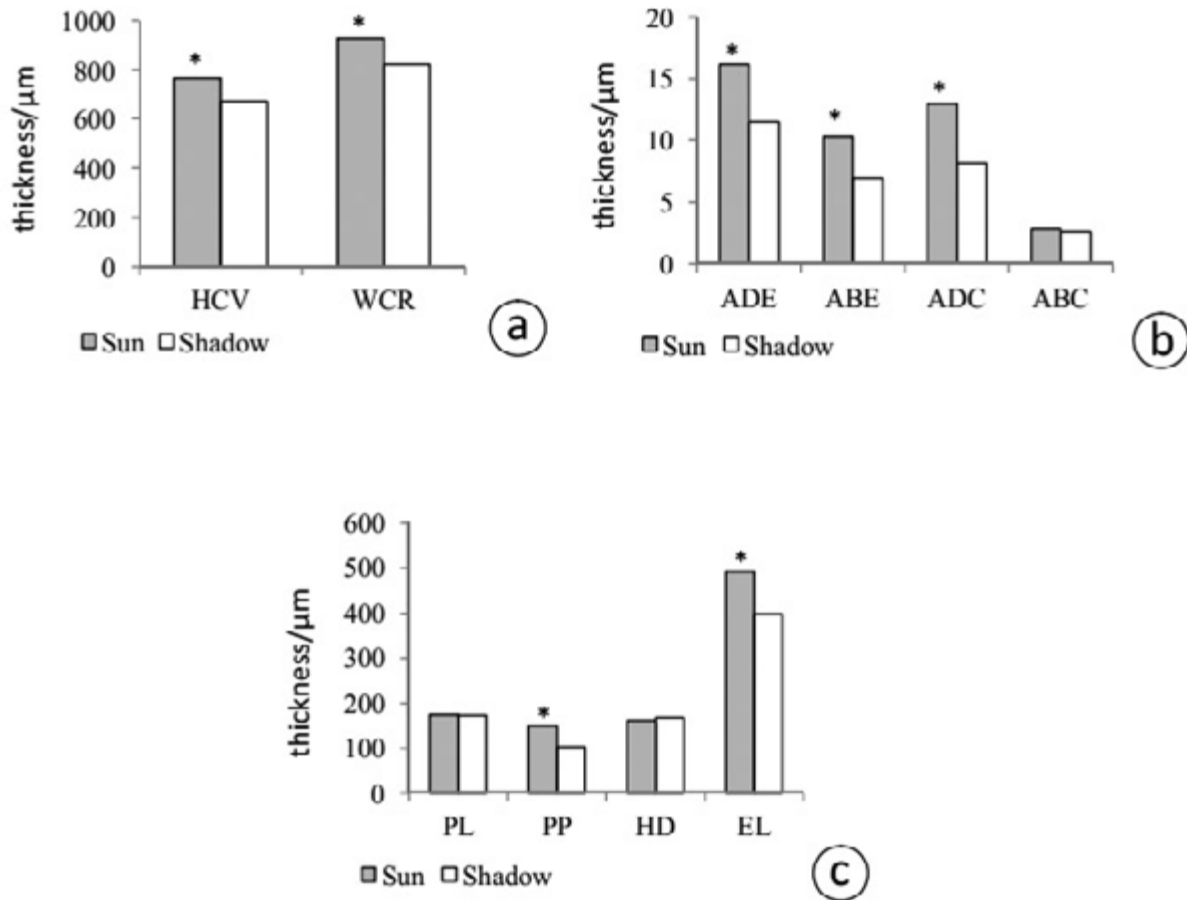 1000
800
600
400
200
0
thickness/μm
* *
HCV WCR
Sun Shadow
a
20
15
10
5
0
thickness/μm
* * *
ADE ABE ADC ABC
Sun Shadow
b
600
500
400
300
200
100
0
thickness/μm
* *
PL PP HD EL
Sun Shadow
c